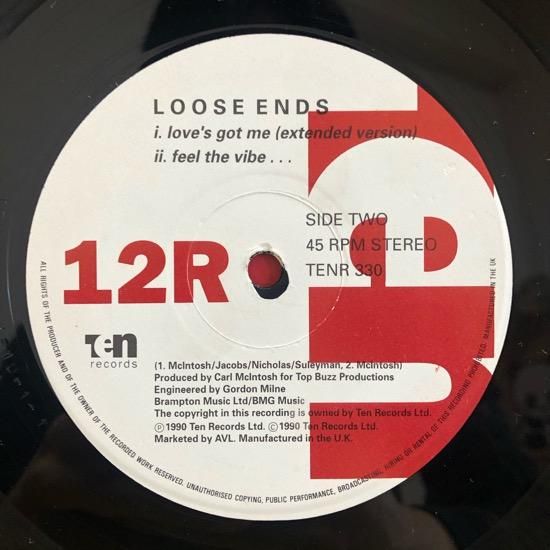 LOOSE ENDS
i. love's got me (extended version)
ii. feel the vibe . . .
SIDE TWO
45 RPM STEREO
TENR 330
12R
Ten
records
(1. McIntosh/Jacobs/Nicholas/Suleyman, 2. McIntosh)
Produced by Carl McIntosh for Top Buzz Productions
Engineered by Gordon Milne
Brampton Music Ltd/BMG Music
The copyright in this recording is owned by Ten Records Ltd.
Ⓟ 1990 Ten Records Ltd. © 1990 Ten Records Ltd.
Marketed by AVL. Manufactured in the U.K.
ALL RIGHTS OF THE PRODUCER AND OF THE OWNER OF THE RECORDED WORK RESERVED. UNAUTHORISED COPYING, PUBLIC PERFORMANCE, BROADCASTING, HIRING OR RENTAL OF THIS RECORDING PROHIBITED. MANUFACTURED IN THE UK